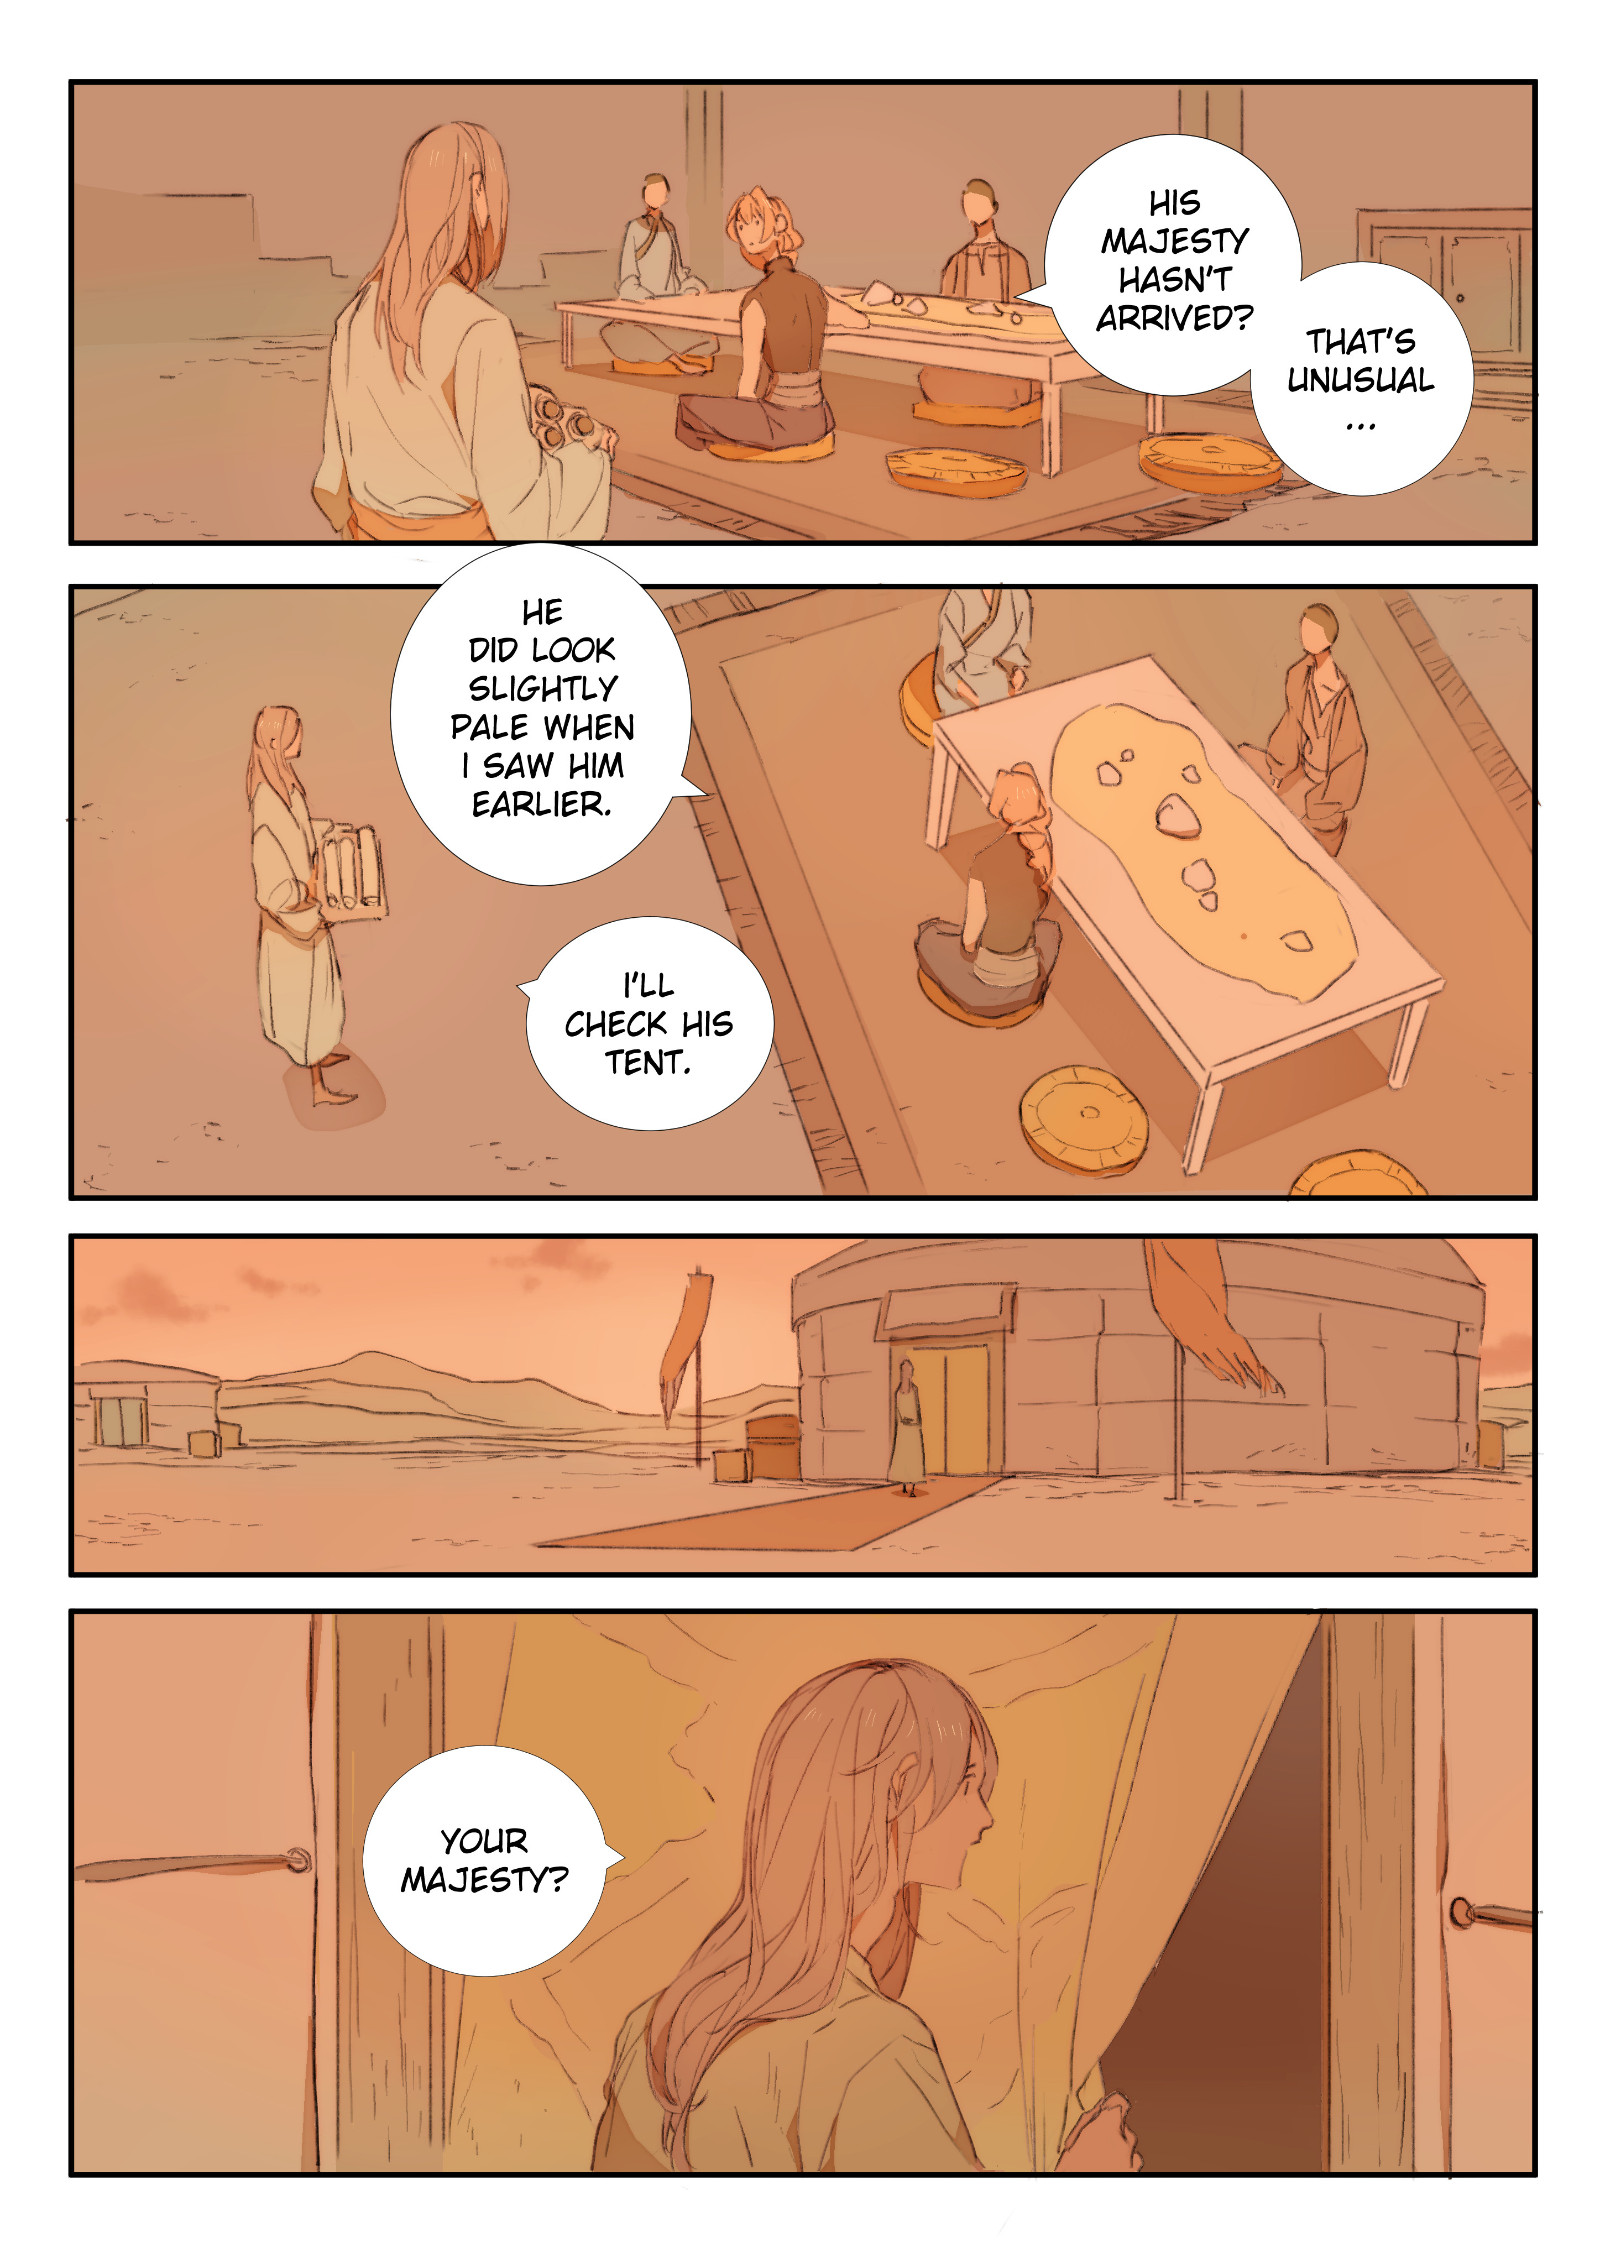 HIS
MAJESTY
HASN'T
ARRIVED?
THAT'S
UNUSUAL
...
HE
DID LOOK
SLIGHTLY
PALE WHEN
I SAW HIM
EARLIER.
I'LL
CHECK HIS
TENT.
YOUR
MAJESTY?